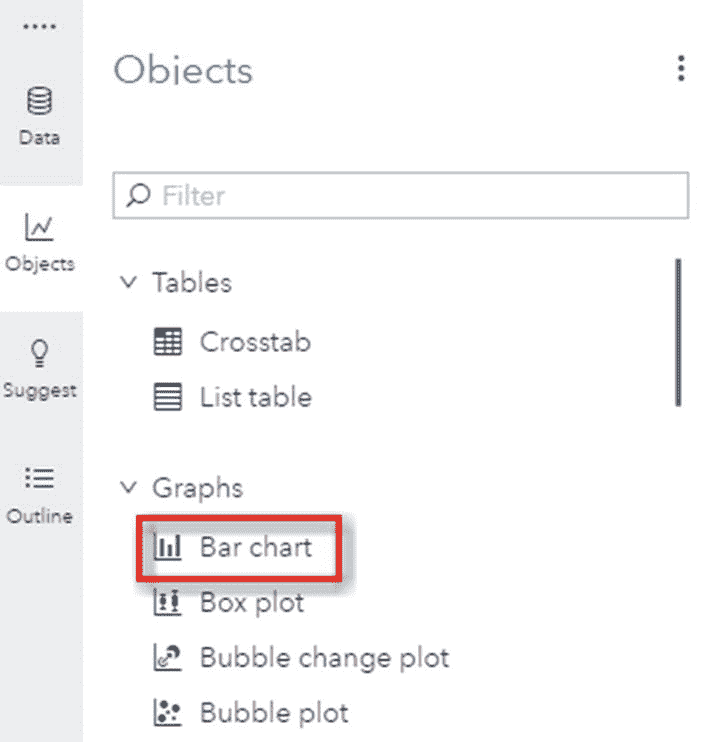 Data
Objects
Suggest
Outline
Objects
Filter
Tables
Crosstab
List table
Graphs
Bar chart
Box plot
Bubble change plot
Bubble plot